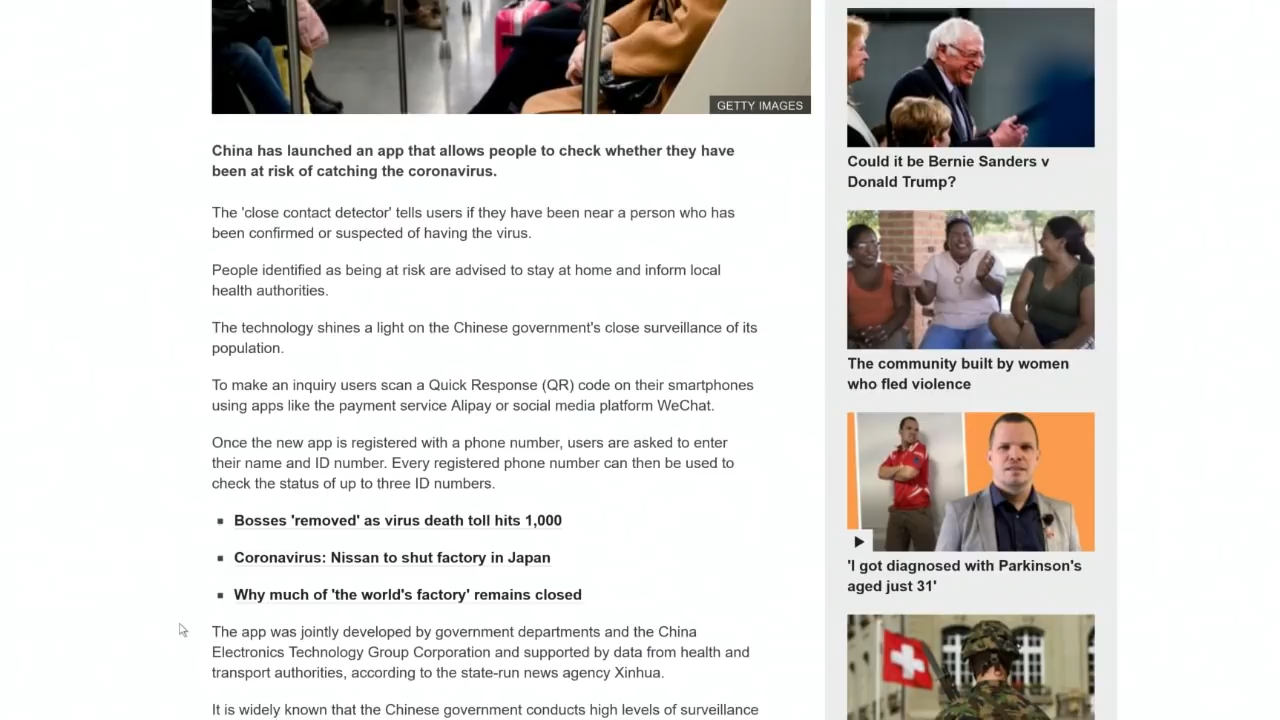 GETTY IMAGES
China has launched an app that allows people to check whether they have
been at risk of catching the coronavirus.
The 'close contact detector' tells users if they have been near a person who has
been confirmed or suspected of having the virus.
People identified as being at risk are advised to stay at home and inform local
health authorities.
The technology shines a light on the Chinese government's close surveillance of its
population.
To make an inquiry users scan a Quick Response (QR) code on their smartphones
using apps like the payment service Alipay or social media platform WeChat.
Once the new app is registered with a phone number, users are asked to enter
their name and ID number. Every registered phone number can then be used to
check the status of up to three ID numbers.
Bosses 'removed' as virus death toll hits 1,000
Coronavirus: Nissan to shut factory in Japan
Why much of 'the world's factory' remains closed
The app was jointly developed by government departments and the China
Electronics Technology Group Corporation and supported by data from health and
transport authorities, according to the state-run news agency Xinhua.
It is widely known that the Chinese government conducts high levels of surveillance
Could it be Bernie Sanders v
Donald Trump?
The community built by women
who fled violence
'I got diagnosed with Parkinson's
aged just 31'